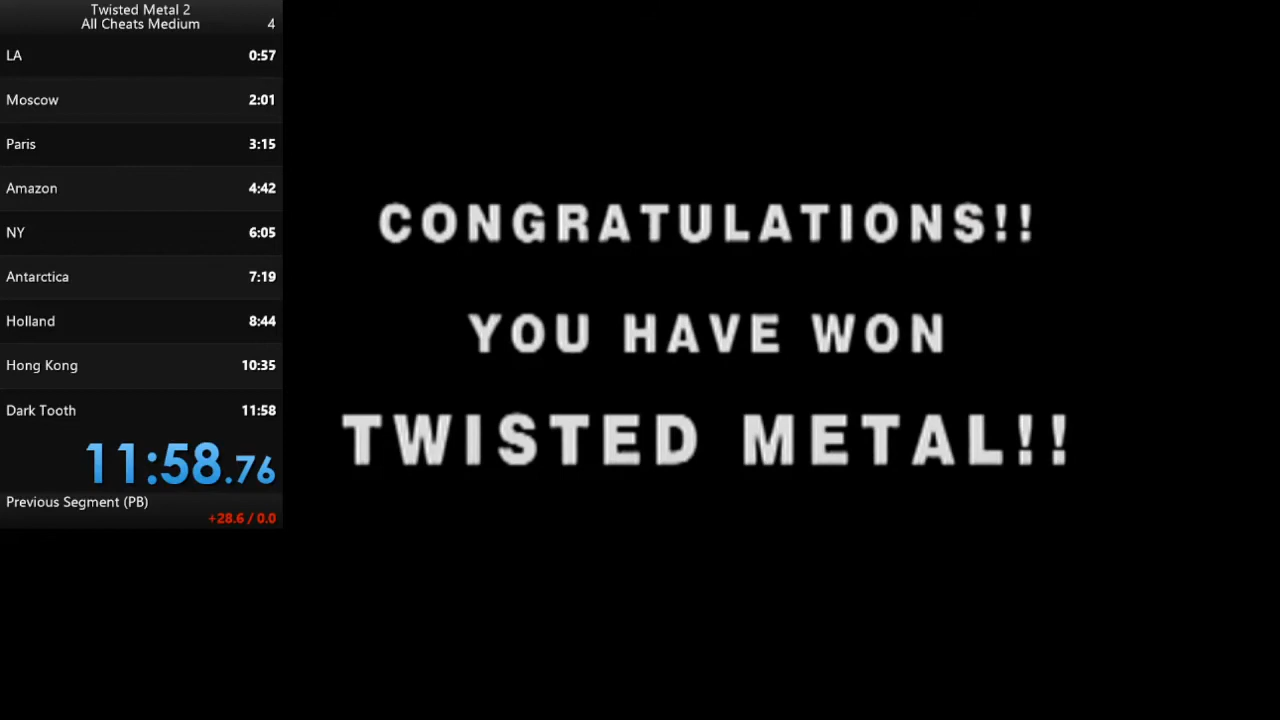 Twisted Metal 2
All Cheats Medium 4
LA 0:57
Moscow 2:01
Paris 3:15
Amazon 4:42
NY 6:05
Antarctica 7:19
Holland 8:44
Hong Kong 10:35
Dark Tooth 11:58
11:58.76
Previous Segment (PB)
+28.6 / 0.0
CONGRATULATIONS!!
YOU HAVE WON
TWISTED METAL!!